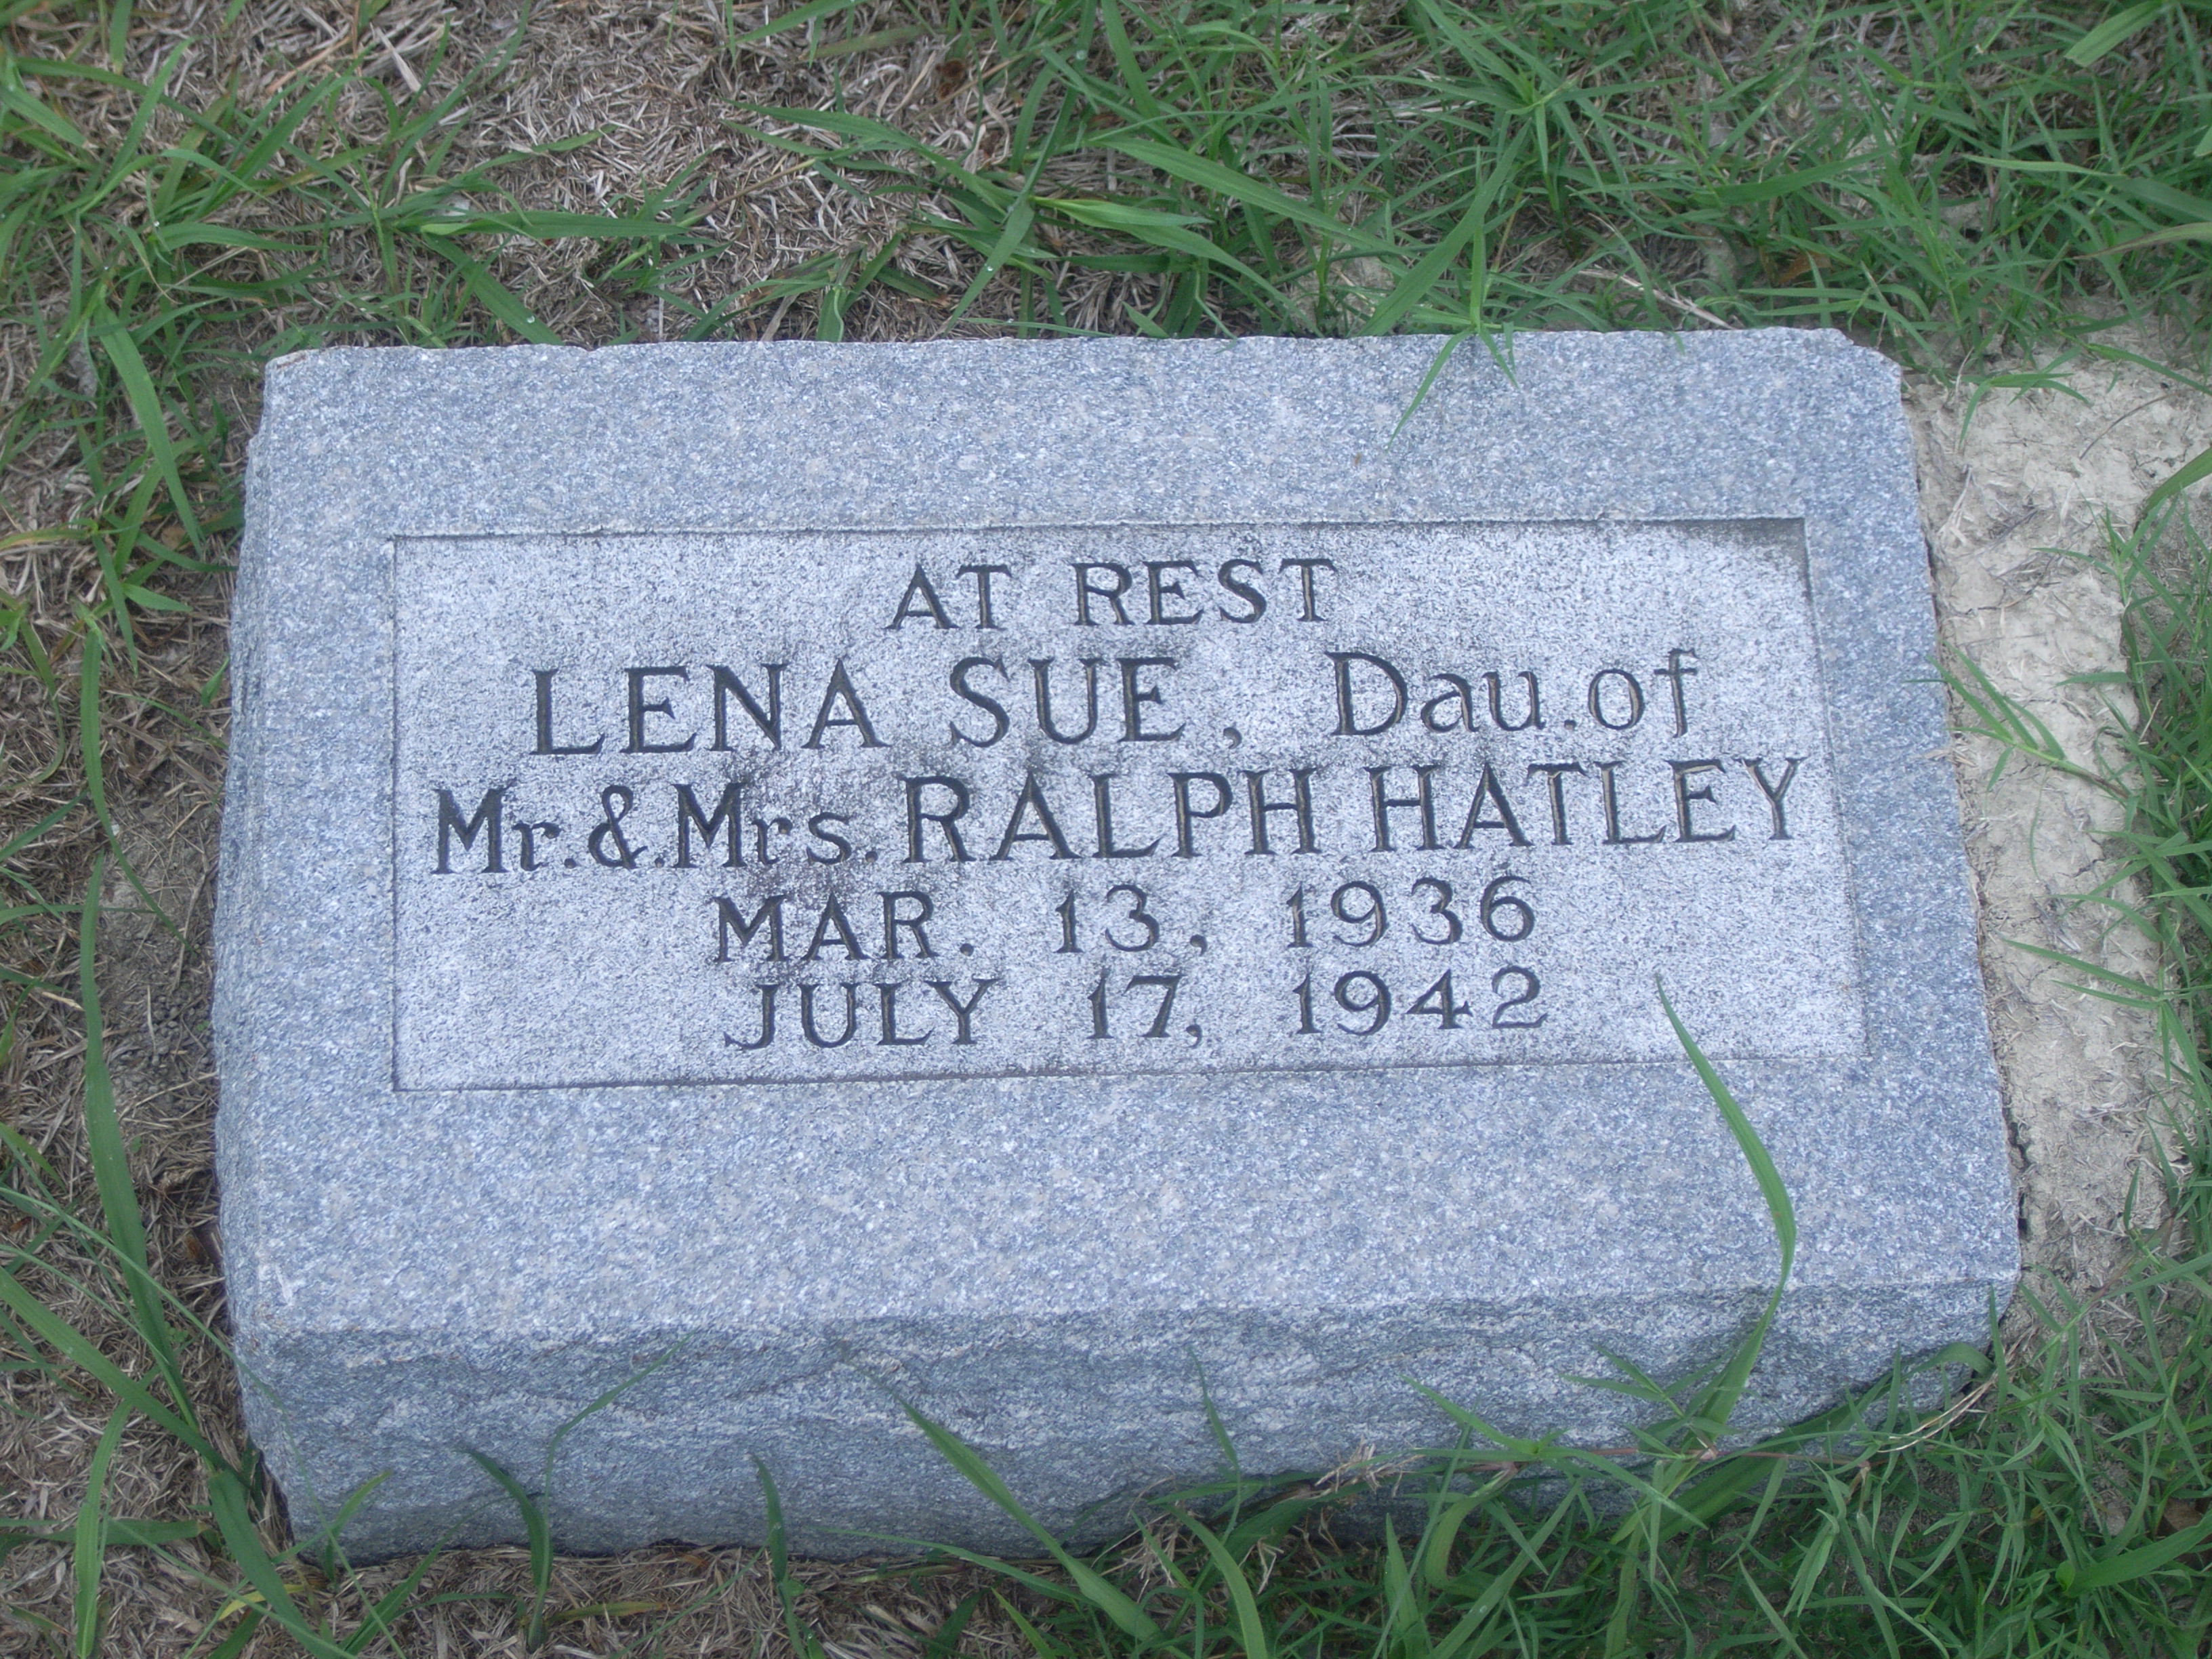 AT REST
LENA SUE, Dau. of
Mr. &. Mrs. RALPH HATLEY
MAR. 13, 1936
JULY 17, 1942